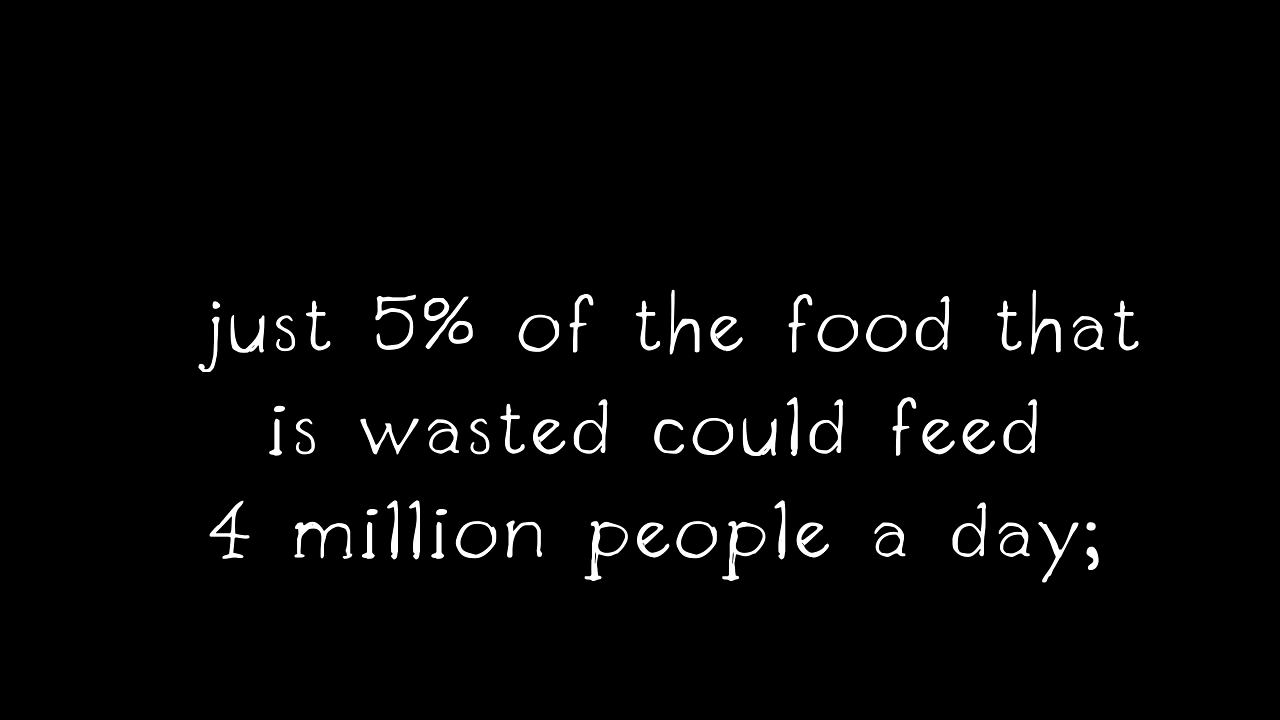 just 5% of the food that
is wasted could feed
4 million people a day;